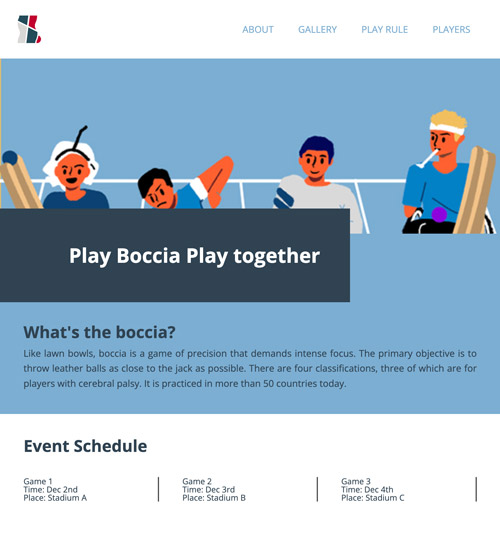 ABOUT GALLERY PLAY RULE PLAYERS
Play Boccia Play together
What's the boccia?
Like lawn bowls, boccia is a game of precision that demands intense focus. The primary objective is to
throw leather balls as close to the jack as possible. There are four classifications, three of which are for
players with cerebral palsy. It is practiced in more than 50 countries today.
Event Schedule
Game 1
Time: Dec 2nd
Place: Stadium A
Game 2
Time: Dec 3rd
Place: Stadium B
Game 3
Time: Dec 4th
Place: Stadium C